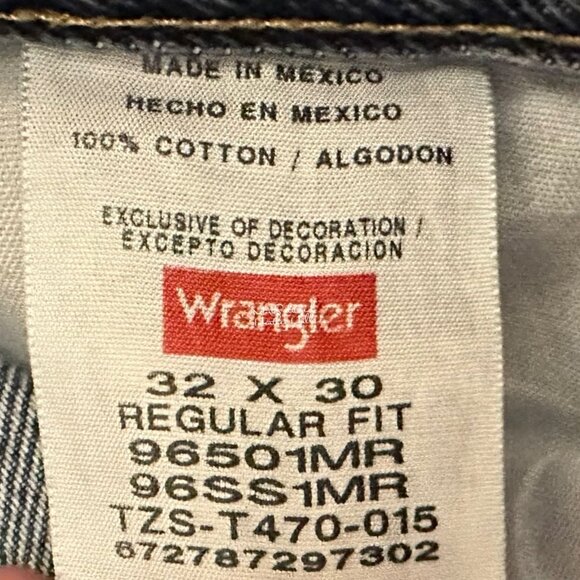 MADE IN MEXICO
HECHO EN MEXICO
100% COTTON / ALGODON
EXCLUSIVE OF DECORATION /
EXCEPTO DECORACION
Wrangler
32 X 30
REGULAR FIT
96501MR
96SS1MR
TZS-T470-015
672787297302